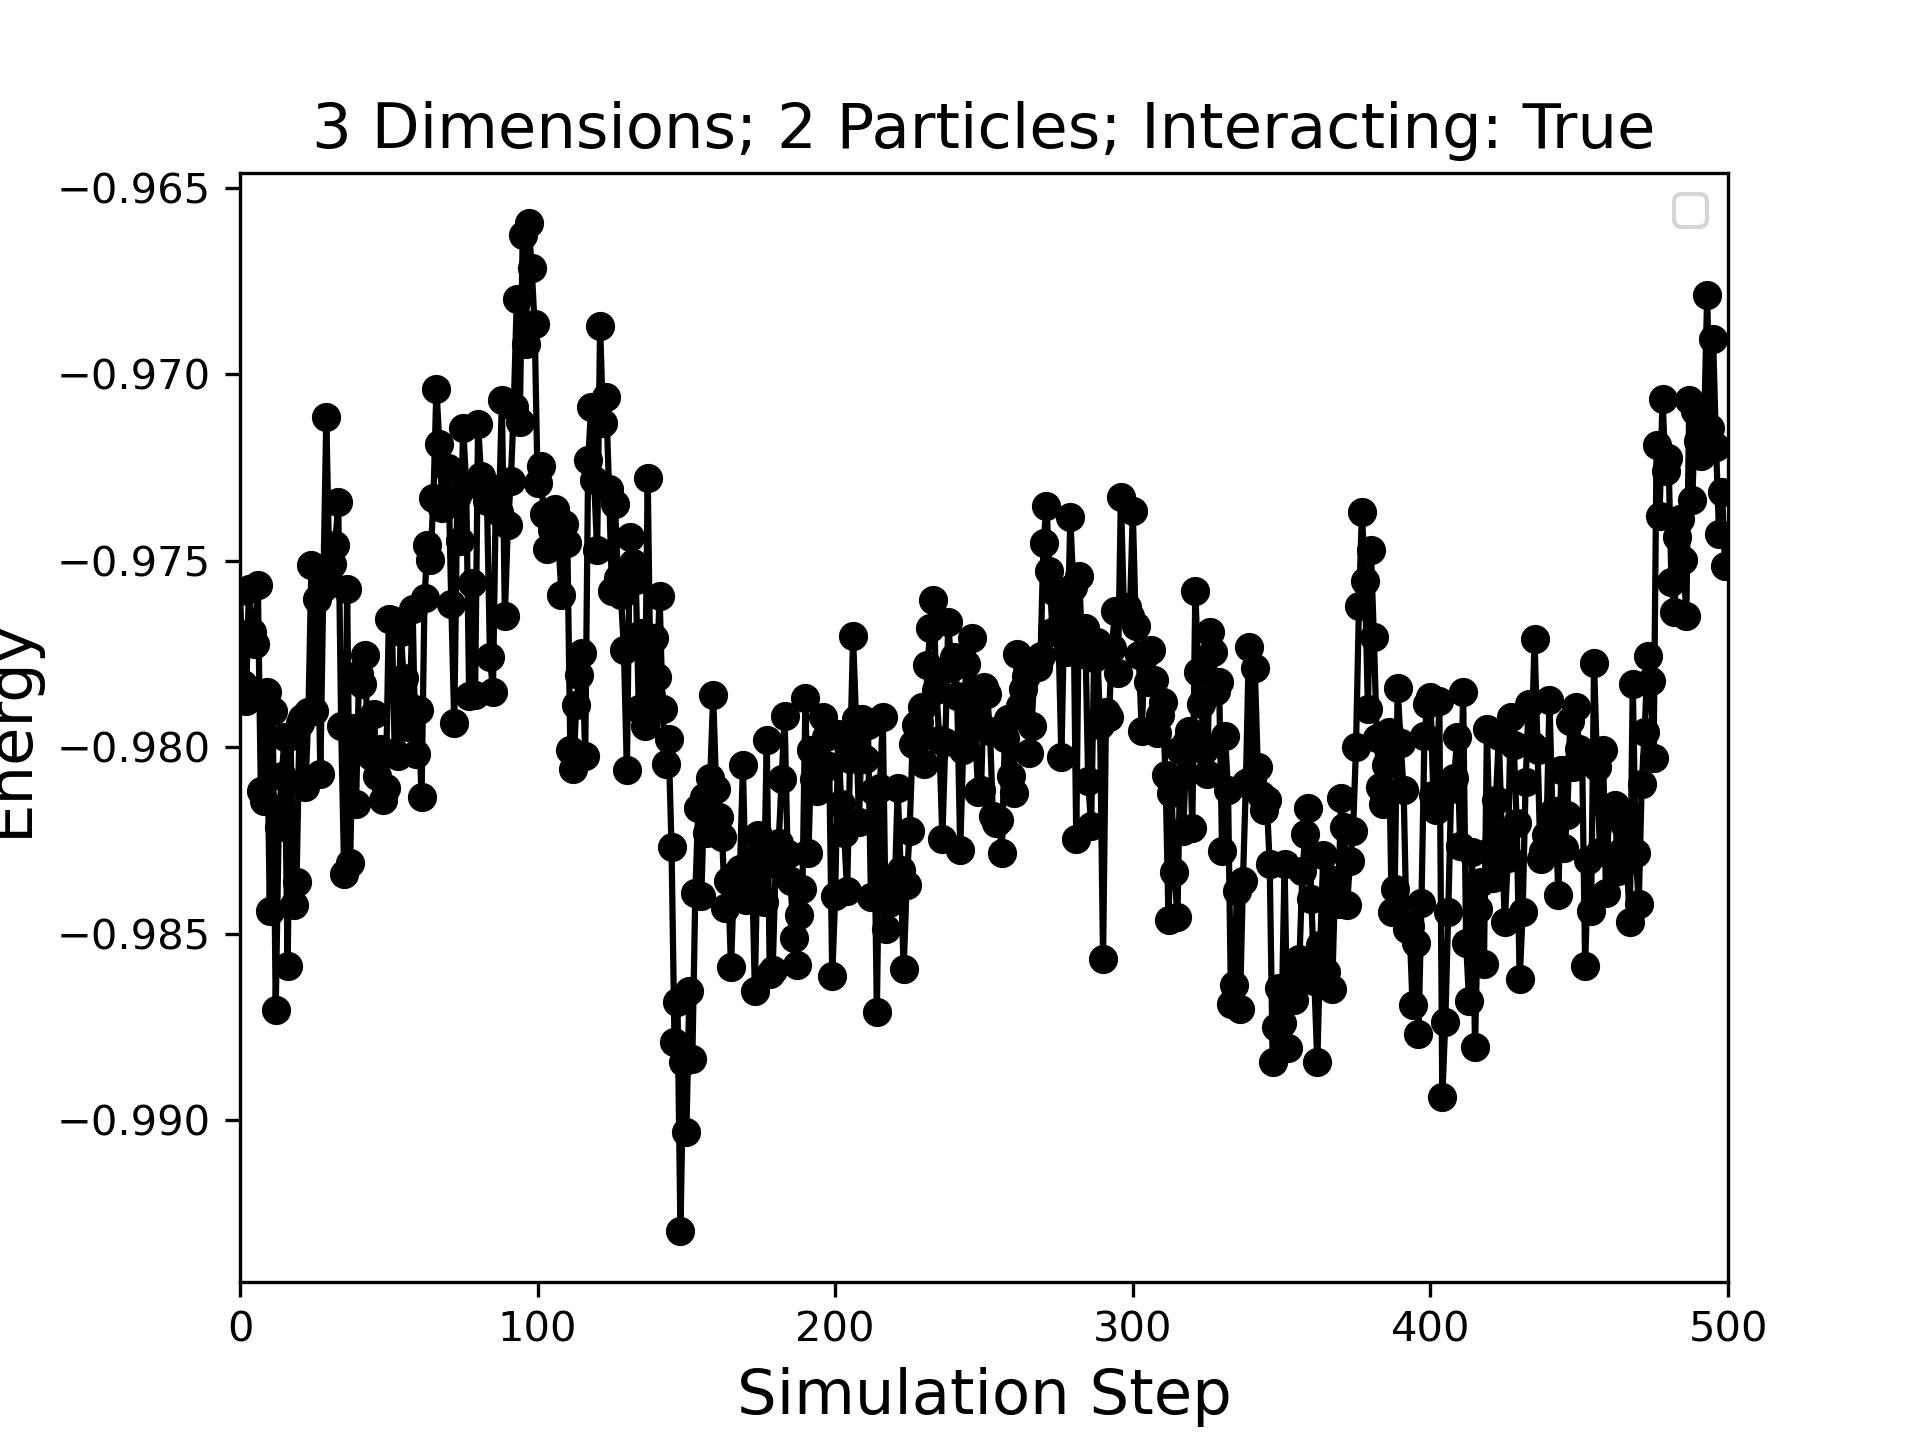 3 Dimensions; 2 Particles; Interacting: True
−0.965
−0.970
−0.975
−0.980
−0.985
−0.990
Energy
0 100 200 300 400 500
Simulation Step